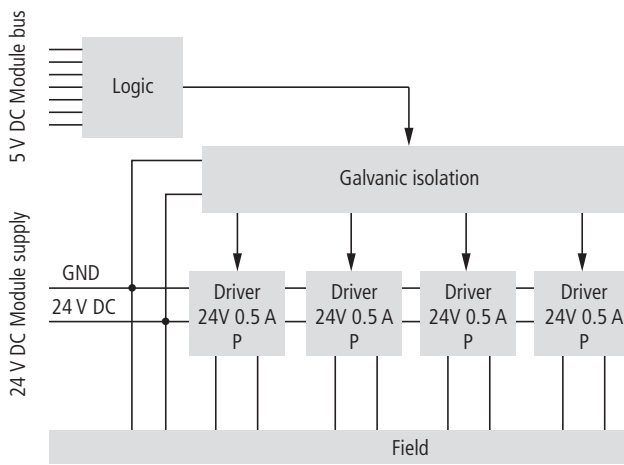 5 V DC Module bus
Logic
Galvanic isolation
24 V DC Module supply
GND
24 V DC
Driver
24V 0.5 A
P
Driver
24V 0.5 A
P
Driver
24V 0.5 A
P
Driver
24V 0.5 A
P
Field